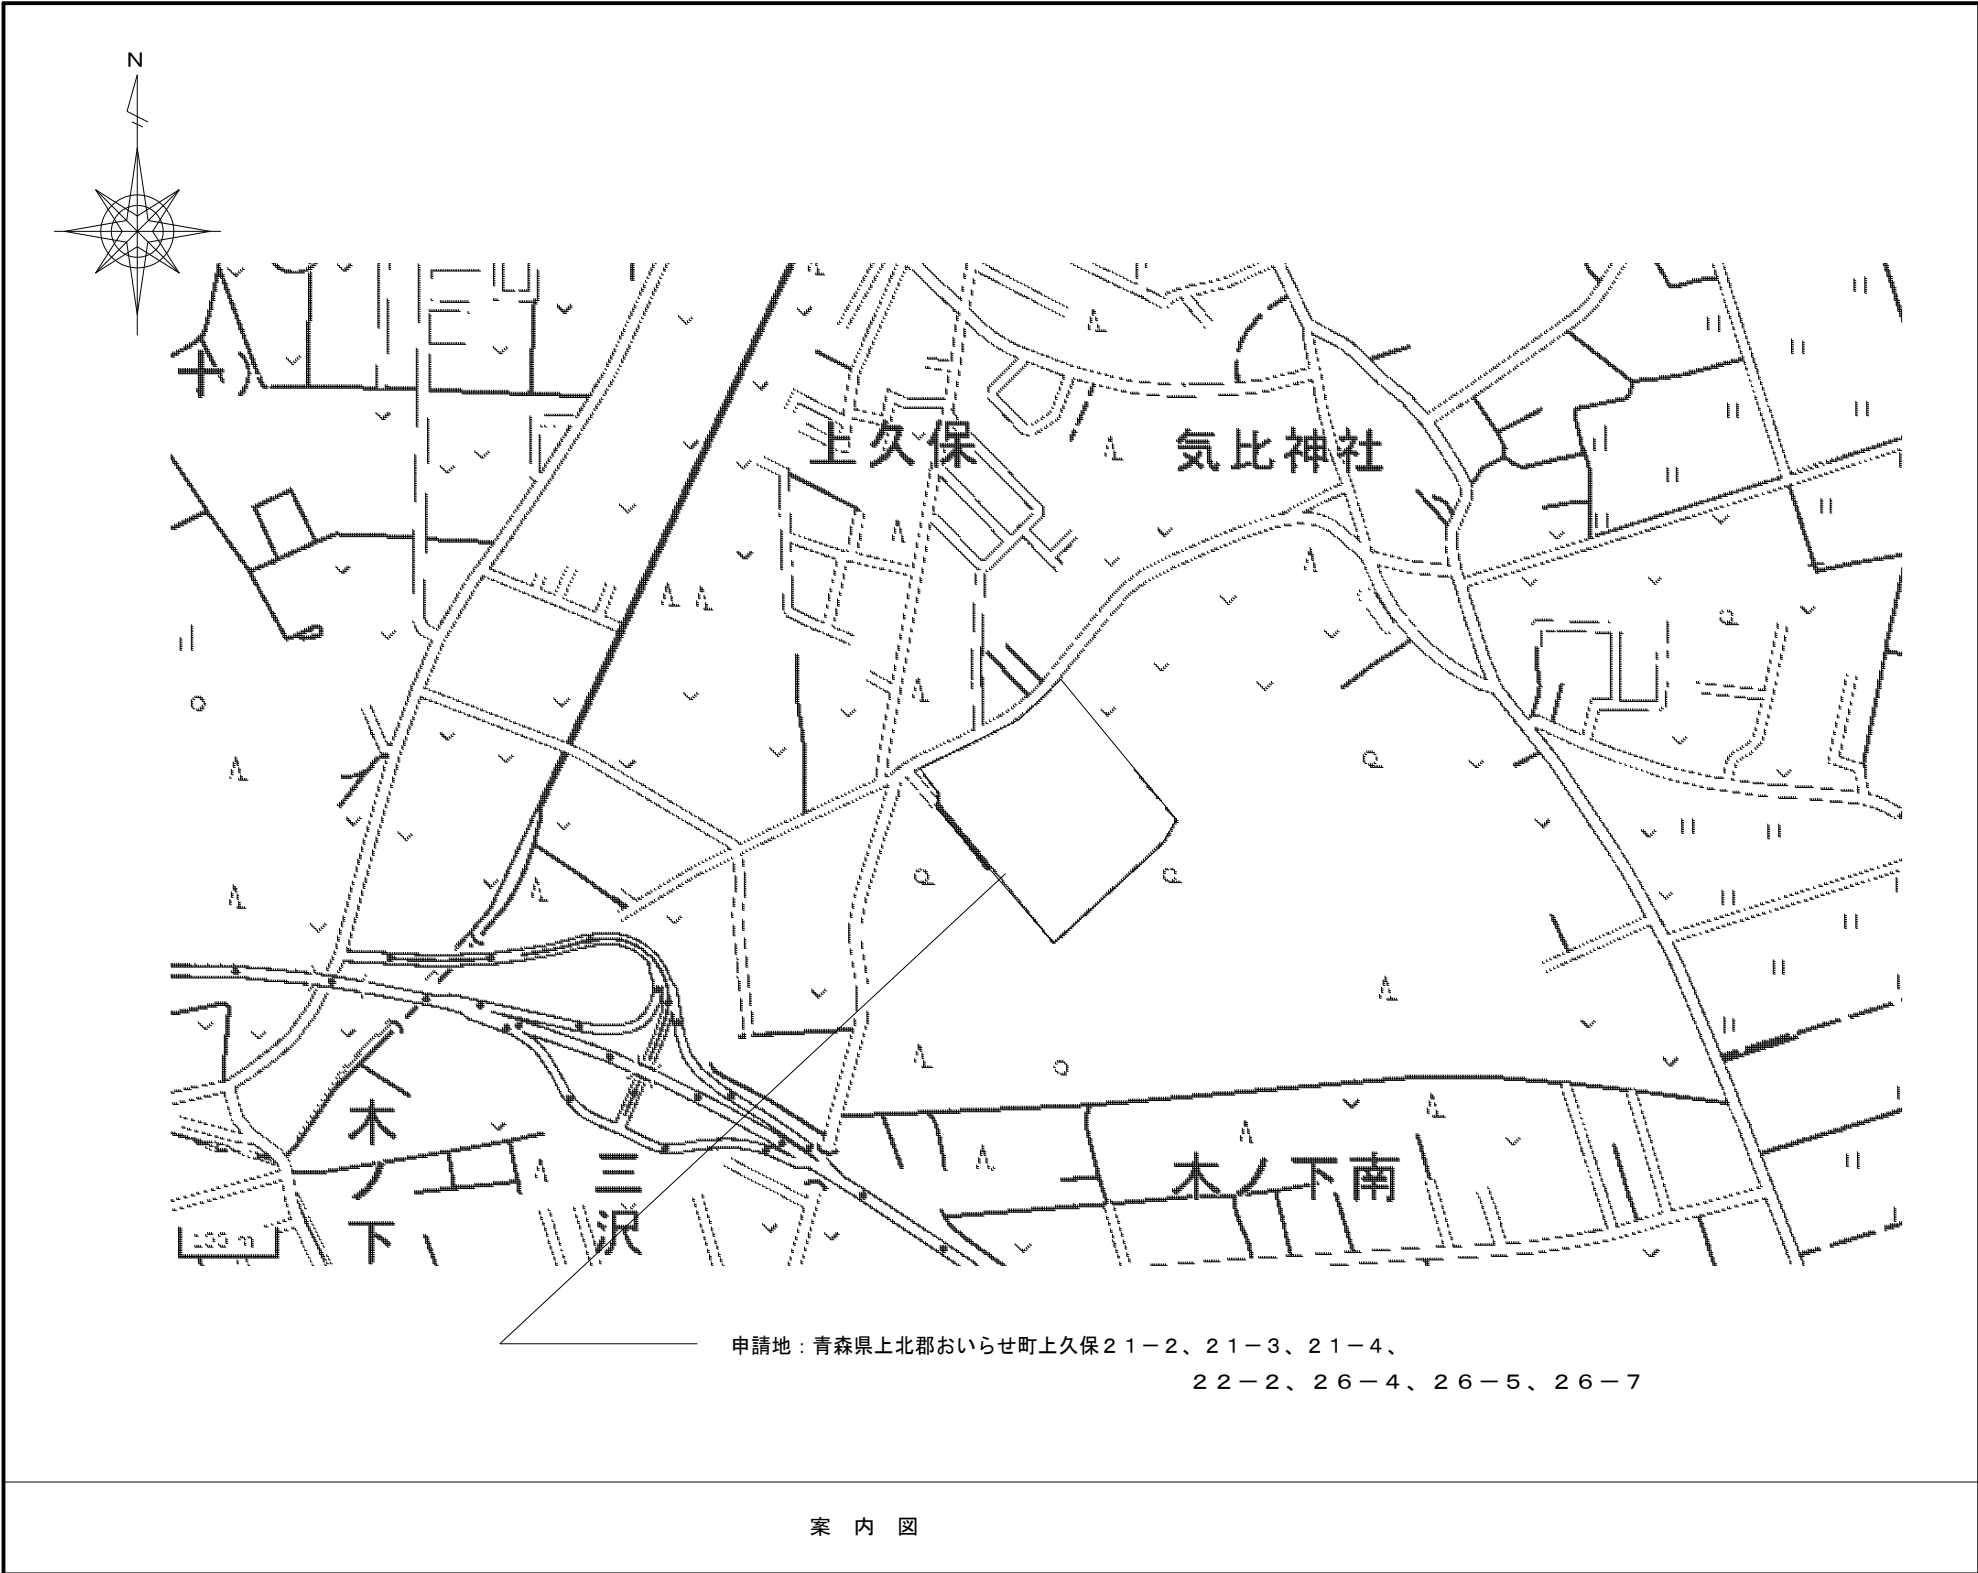 N
十)
上久保
気比神社
木ノ下
三沢
木ノ下南
100 m
申請地：青森県上北郡おいらせ町上久保２１－２、２１－３、２１－４、
２２－２、２６－４、２６－５、２６－７
案　内　図